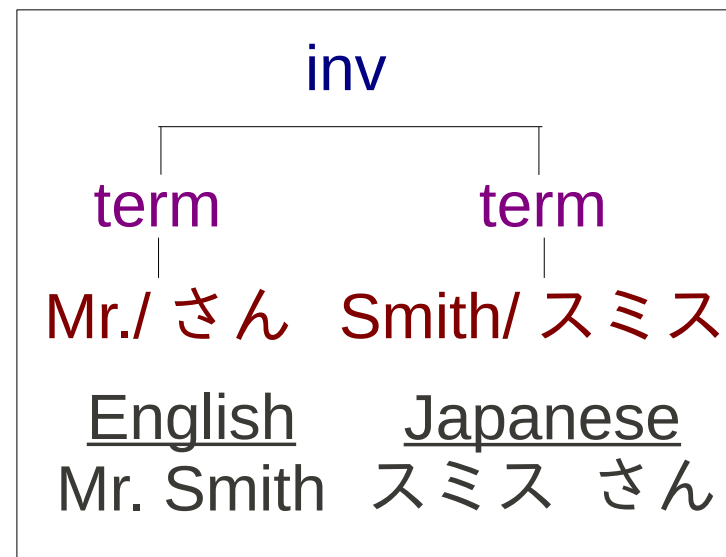 inv
term term
Mr./ さん Smith/ スミス
English Japanese
Mr. Smith スミス さん